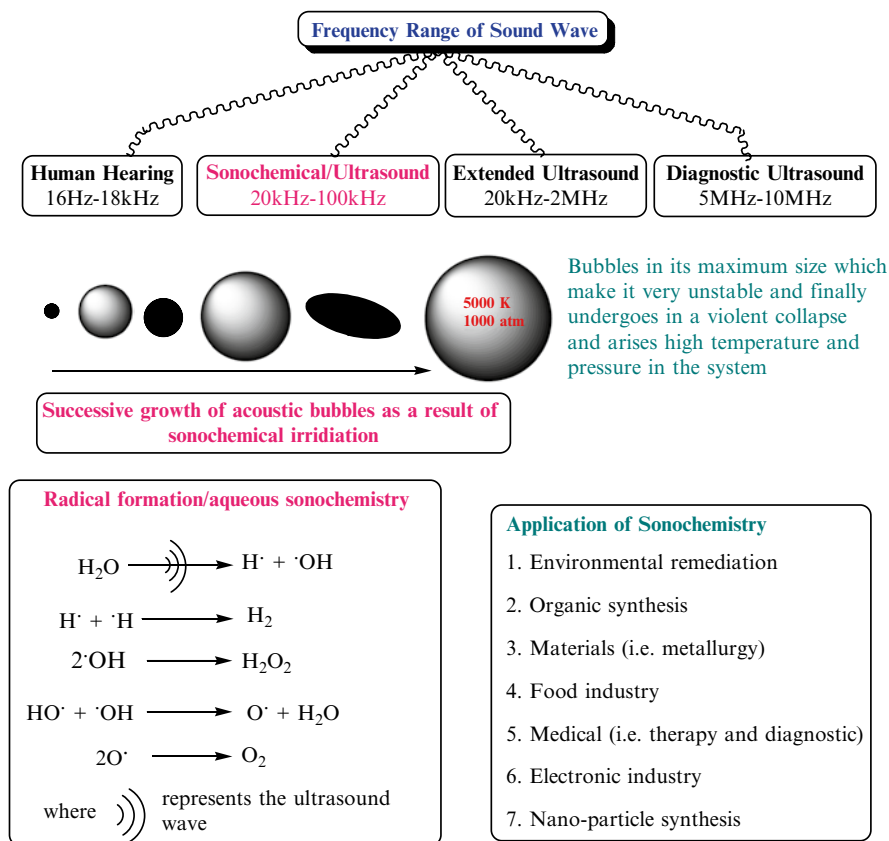 Frequency Range of Sound Wave
Human Hearing
16Hz-18kHz
Sonochemical/Ultrasound
20kHz-100kHz
Extended Ultrasound
20kHz-2MHz
Diagnostic Ultrasound
5MHz-10MHz
5000 K
1000 atm
Bubbles in its maximum size which
make it very unstable and finally
undergoes in a violent collapse
and arises high temperature and
pressure in the system
Successive growth of acoustic bubbles as a result of
sonochemical irridiation
Radical formation/aqueous sonochemistry
H₂O ⟶ H˙ + ˙OH
H˙ + ˙H ⟶ H₂
2˙OH ⟶ H₂O₂
HO˙ + ˙OH ⟶ O˙ + H₂O
2O˙ ⟶ O₂
where represents the ultrasound
wave
Application of Sonochemistry
1. Environmental remediation
2. Organic synthesis
3. Materials (i.e. metallurgy)
4. Food industry
5. Medical (i.e. therapy and diagnostic)
6. Electronic industry
7. Nano-particle synthesis